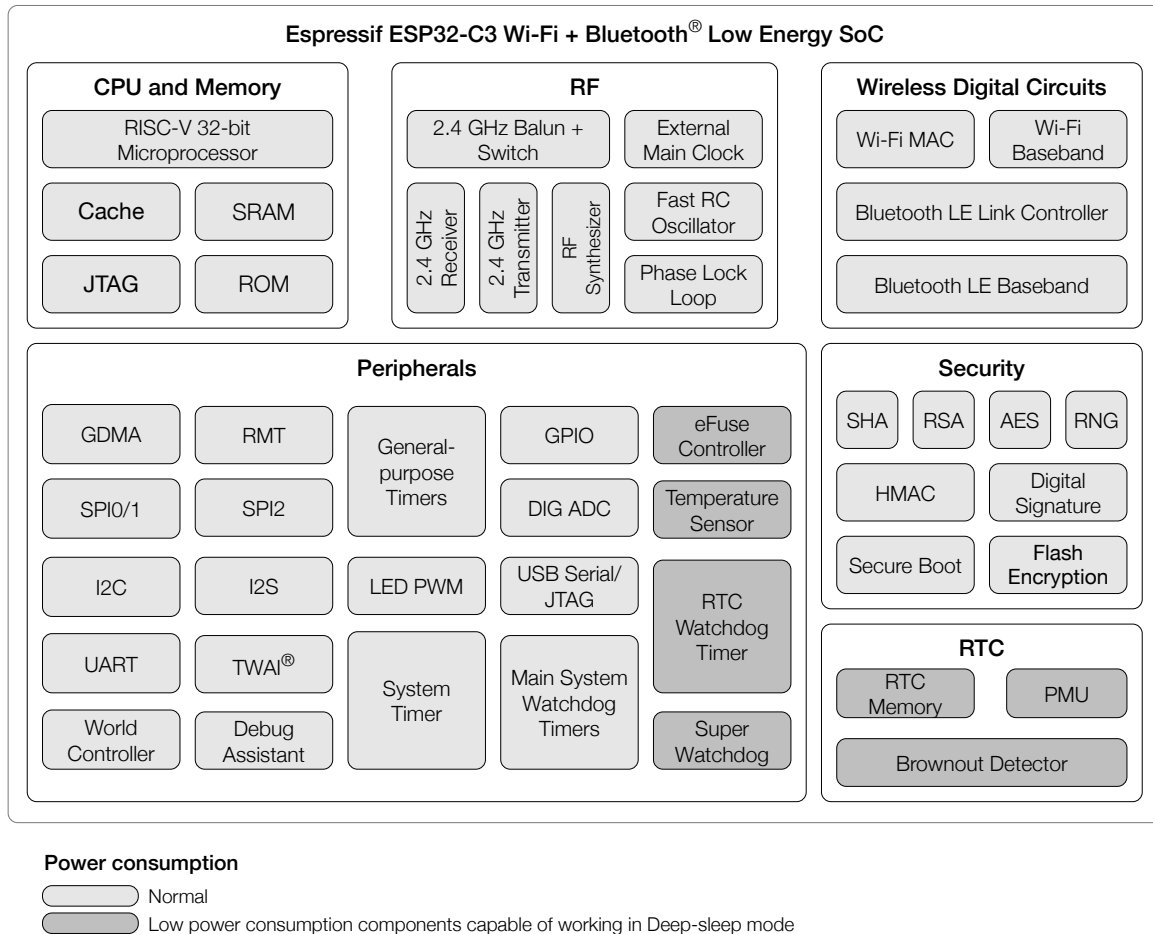 Espressif ESP32-C3 Wi-Fi + Bluetooth® Low Energy SoC
CPU and Memory
RISC-V 32-bit
Microprocessor
Cache
SRAM
JTAG
ROM
RF
2.4 GHz Balun +
Switch
External
Main Clock
2.4 GHz
Receiver
2.4 GHz
Transmitter
RF
Synthesizer
Fast RC
Oscillator
Phase Lock
Loop
Wireless Digital Circuits
Wi-Fi MAC
Wi-Fi
Baseband
Bluetooth LE Link Controller
Bluetooth LE Baseband
Peripherals
GDMA
RMT
General-
purpose
Timers
GPIO
eFuse
Controller
SPI0/1
SPI2
DIG ADC
Temperature
Sensor
I2C
I2S
LED PWM
USB Serial/
JTAG
RTC
Watchdog
Timer
UART
TWAI®
System
Timer
Main System
Watchdog
Timers
World
Controller
Debug
Assistant
Super
Watchdog
Security
SHA
RSA
AES
RNG
HMAC
Digital
Signature
Secure Boot
Flash
Encryption
RTC
RTC
Memory
PMU
Brownout Detector
Power consumption
Normal
Low power consumption components capable of working in Deep-sleep mode